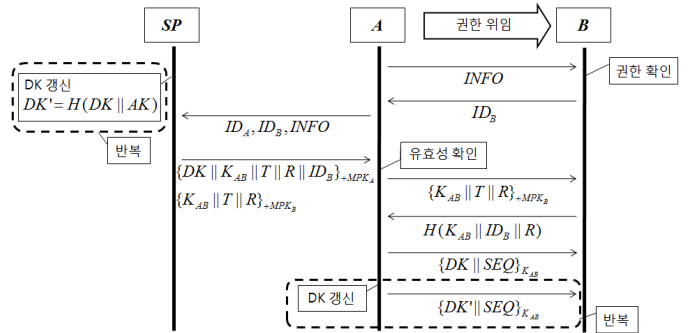 SP
A
권한 위임
B
INFO
권한 확인
DK 갱신
DK' = H(DK || AK)
ID_B
ID_A, ID_B, INFO
반복
유효성 확인
{DK || K_AB || T || R || ID_B}_+MPK_A
{K_AB || T || R}_+MPK_B
{K_AB || T || R}_+MPK_B
H(K_AB || ID_B || R)
{DK || SEQ}_K_AB
DK 갱신
{DK' || SEQ}_K_AB
반복